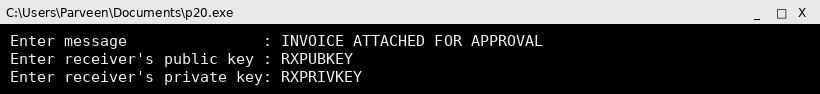 C:\Users\Parveen\Documents\p20.exe _ □ X
Enter message               : INVOICE ATTACHED FOR APPROVAL
Enter receiver's public key : RXPUBKEY
Enter receiver's private key: RXPRIVKEY